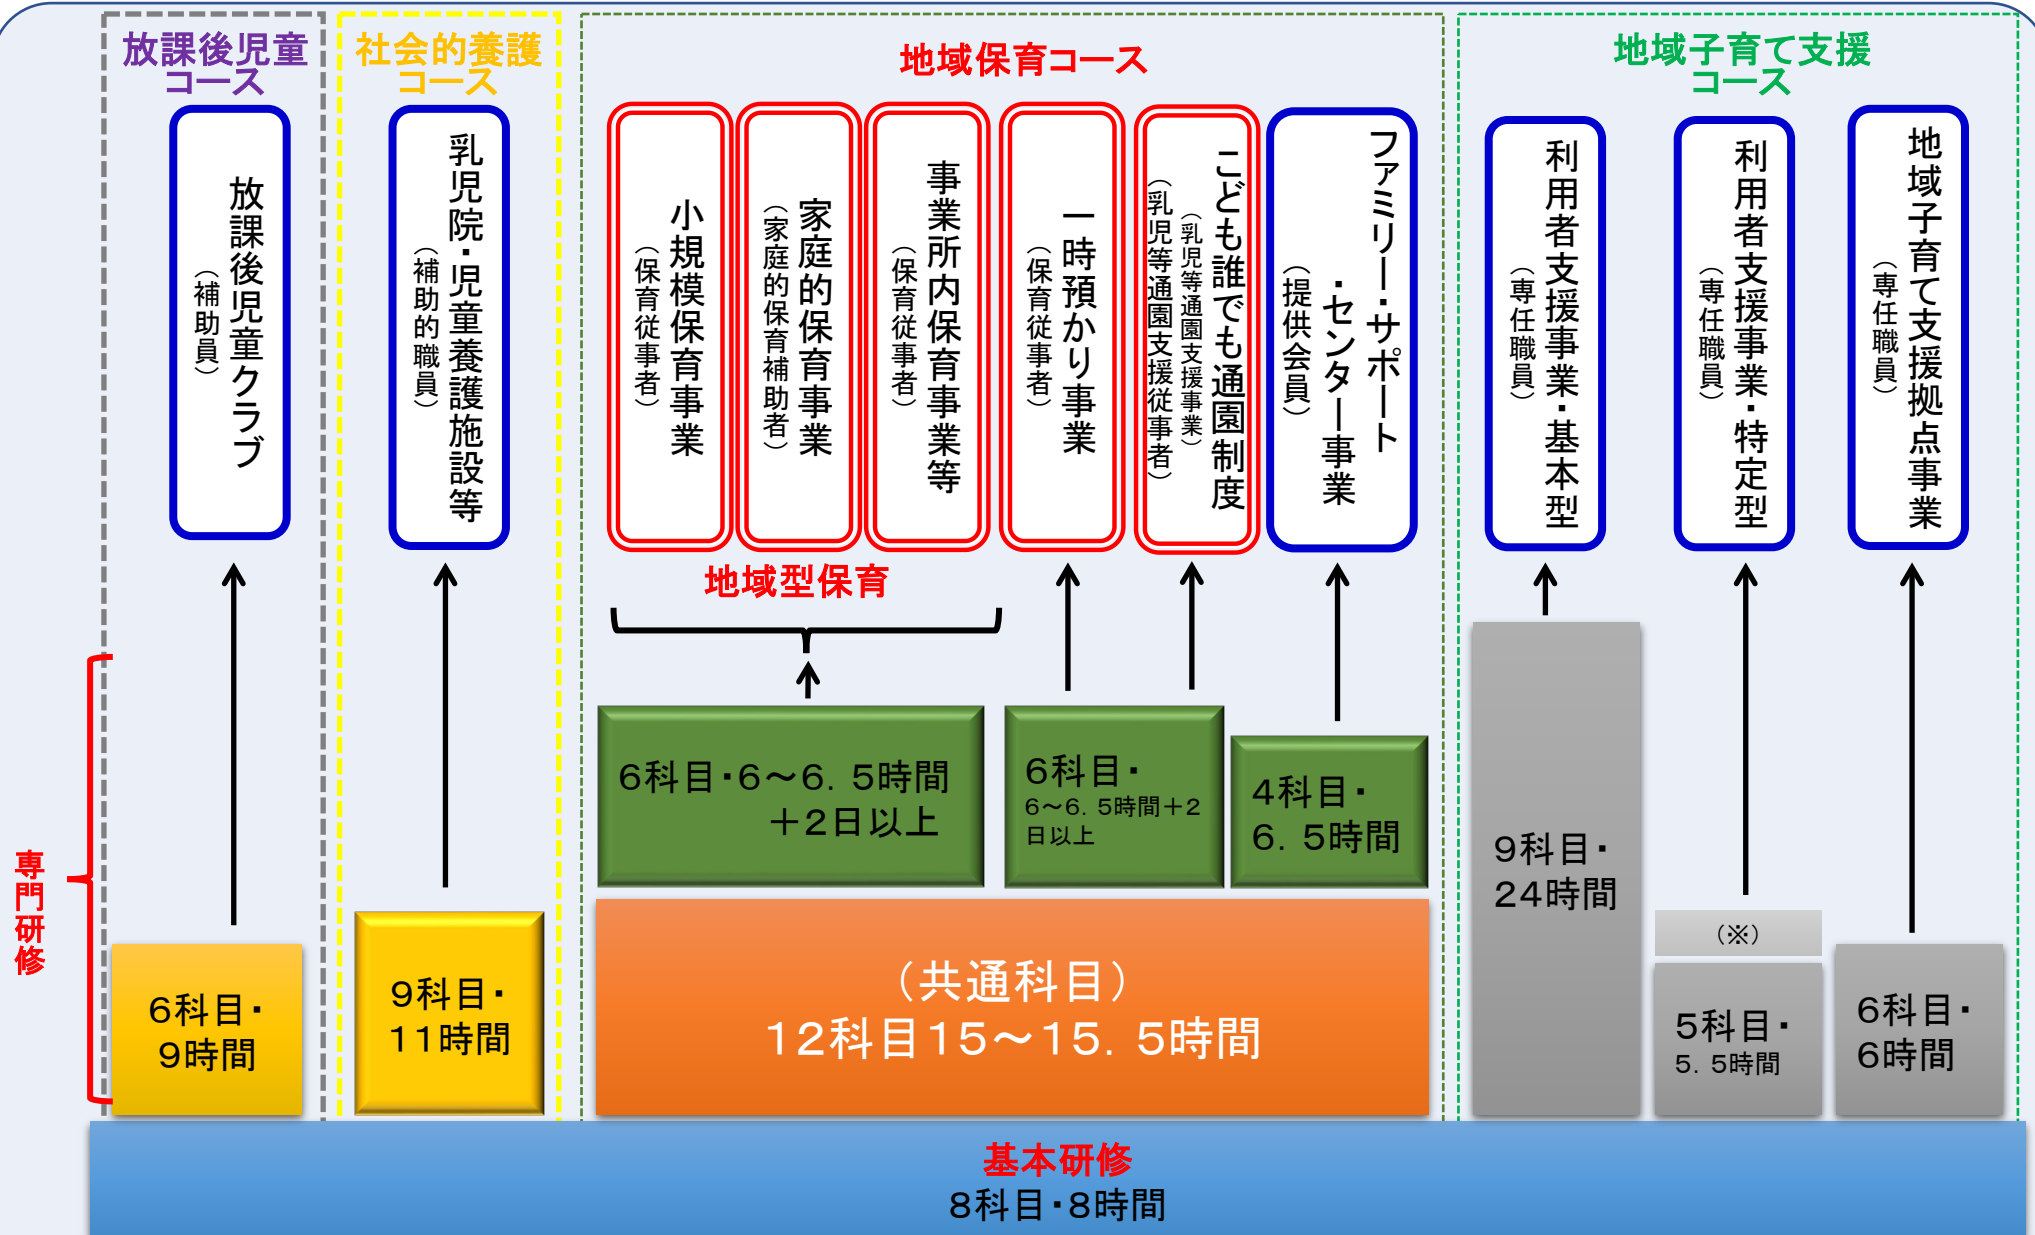 放課後児童
コース
放課後児童クラブ
（補助員）
社会的養護
コース
乳児院・児童養護施設等
（補助的職員）
地域保育コース
小規模保育事業
（保育従事者）
家庭的保育事業
（家庭的保育補助者）
事業所内保育事業等
（保育従事者）
一時預かり事業
（保育従事者）
こども誰でも通園制度
（乳児等通園支援事業）
（乳児等通園支援従事者）
ファミリー・サポート
・センター事業
（提供会員）
地域子育て支援
コース
利用者支援事業・基本型
（専任職員）
利用者支援事業・特定型
（専任職員）
地域子育て支援拠点事業
（専任職員）
地域型保育
専門研修
6科目・
9時間
9科目・
11時間
6科目・6～6．5時間
＋2日以上
6科目・
6～6．5時間＋2
日以上
4科目・
6．5時間
（共通科目）
12科目15～15．5時間
9科目・
24時間
（※）
5科目・
5．5時間
6科目・
6時間
基本研修
8科目・8時間